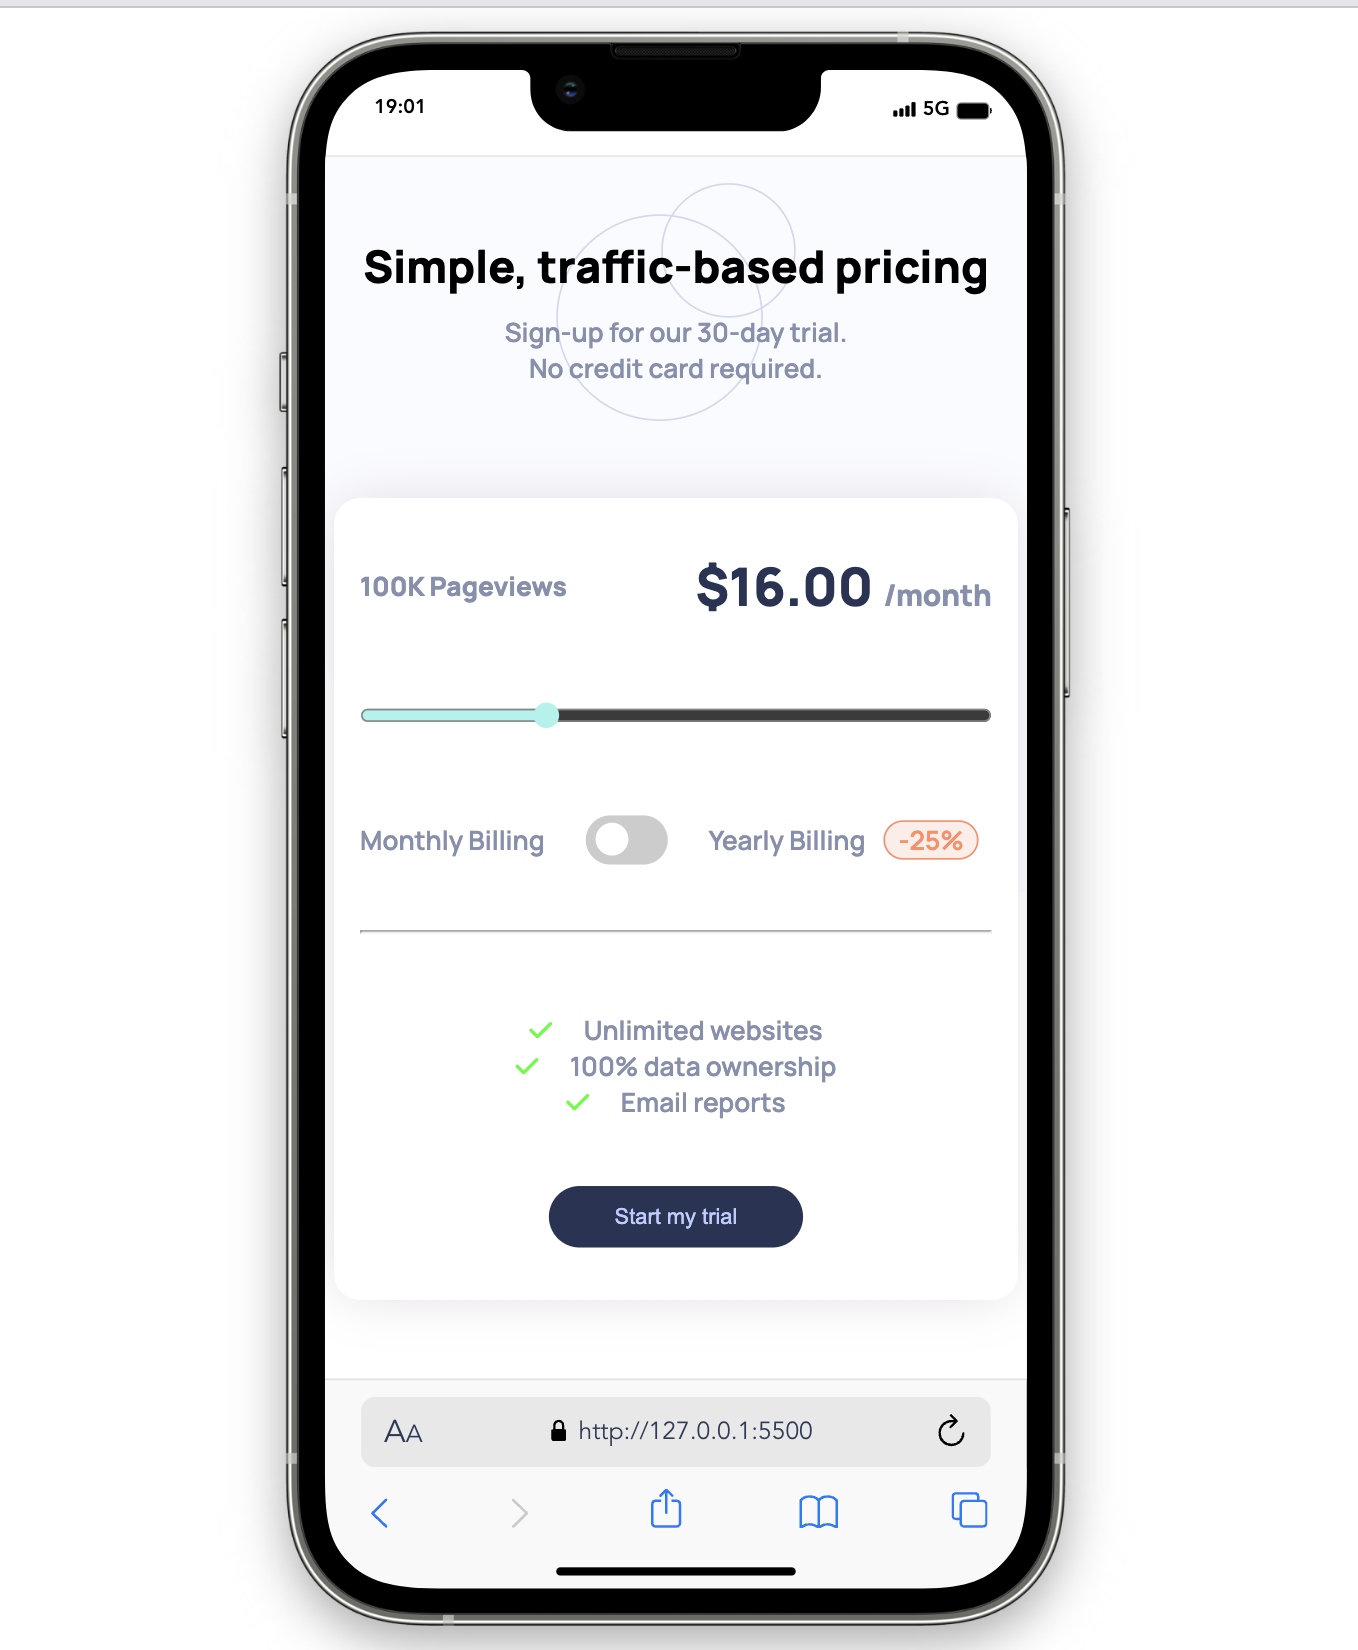 19:01
5G
Simple, traffic-based pricing
Sign-up for our 30-day trial.
No credit card required.
100K Pageviews
$16.00 /month
Monthly Billing
Yearly Billing
-25%
Unlimited websites
100% data ownership
Email reports
Start my trial
AA
http://127.0.0.1:5500